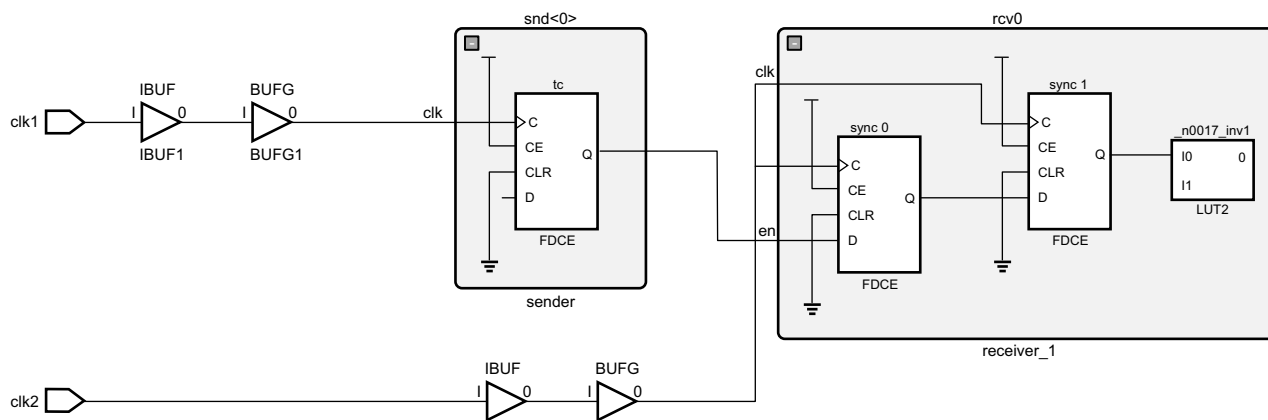 snd<0>
rcv0
-
-
IBUF
BUFG
clk
tc
sync 1
clk1
I
0
I
0
clk
C
C
_n0017_inv1
sync 0
IBUF1
BUFG1
CE
Q
CE
Q
I0
0
C
CLR
CE
CLR
I1
D
Q
D
LUT2
CLR
FDCE
en
D
FDCE
FDCE
sender
receiver_1
IBUF
BUFG
clk2
I
0
I
0